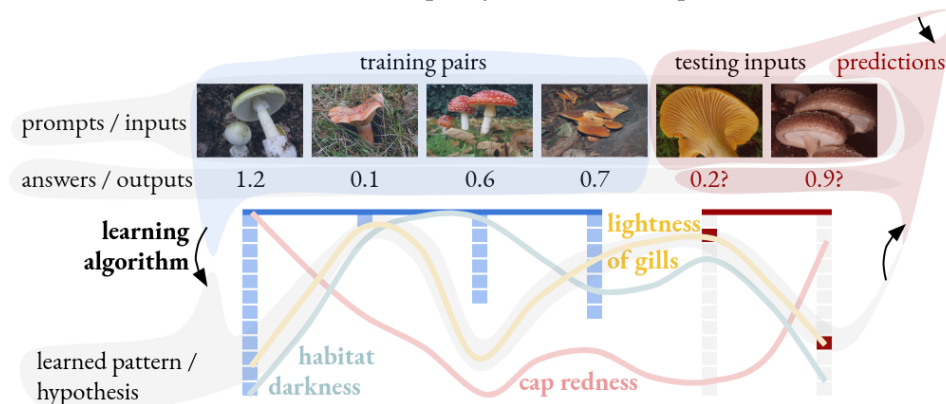 training pairs
testing inputs
predictions
prompts / inputs
answers / outputs
1.2
0.1
0.6
0.7
0.2?
0.9?
learning
algorithm
lightness
of gills
learned pattern /
hypothesis
habitat
darkness
cap redness